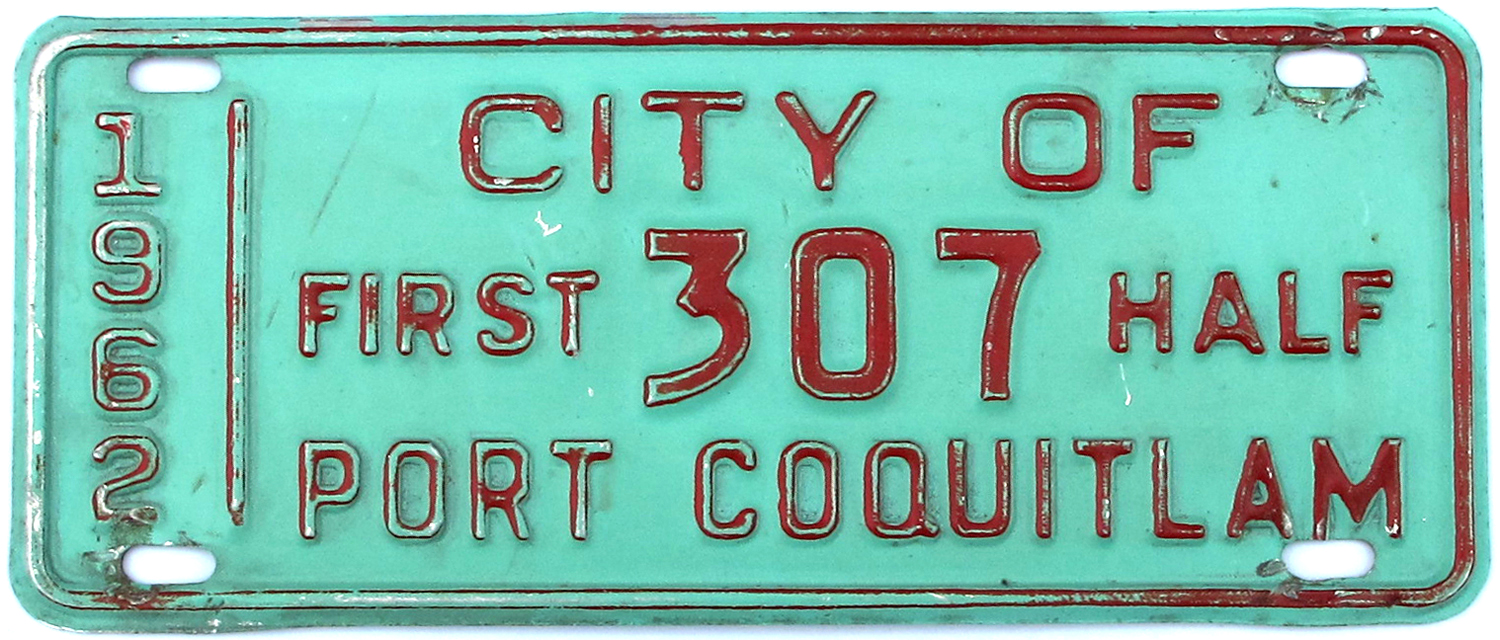 1962
CITY OF
FIRST 307 HALF
PORT COQUITLAM